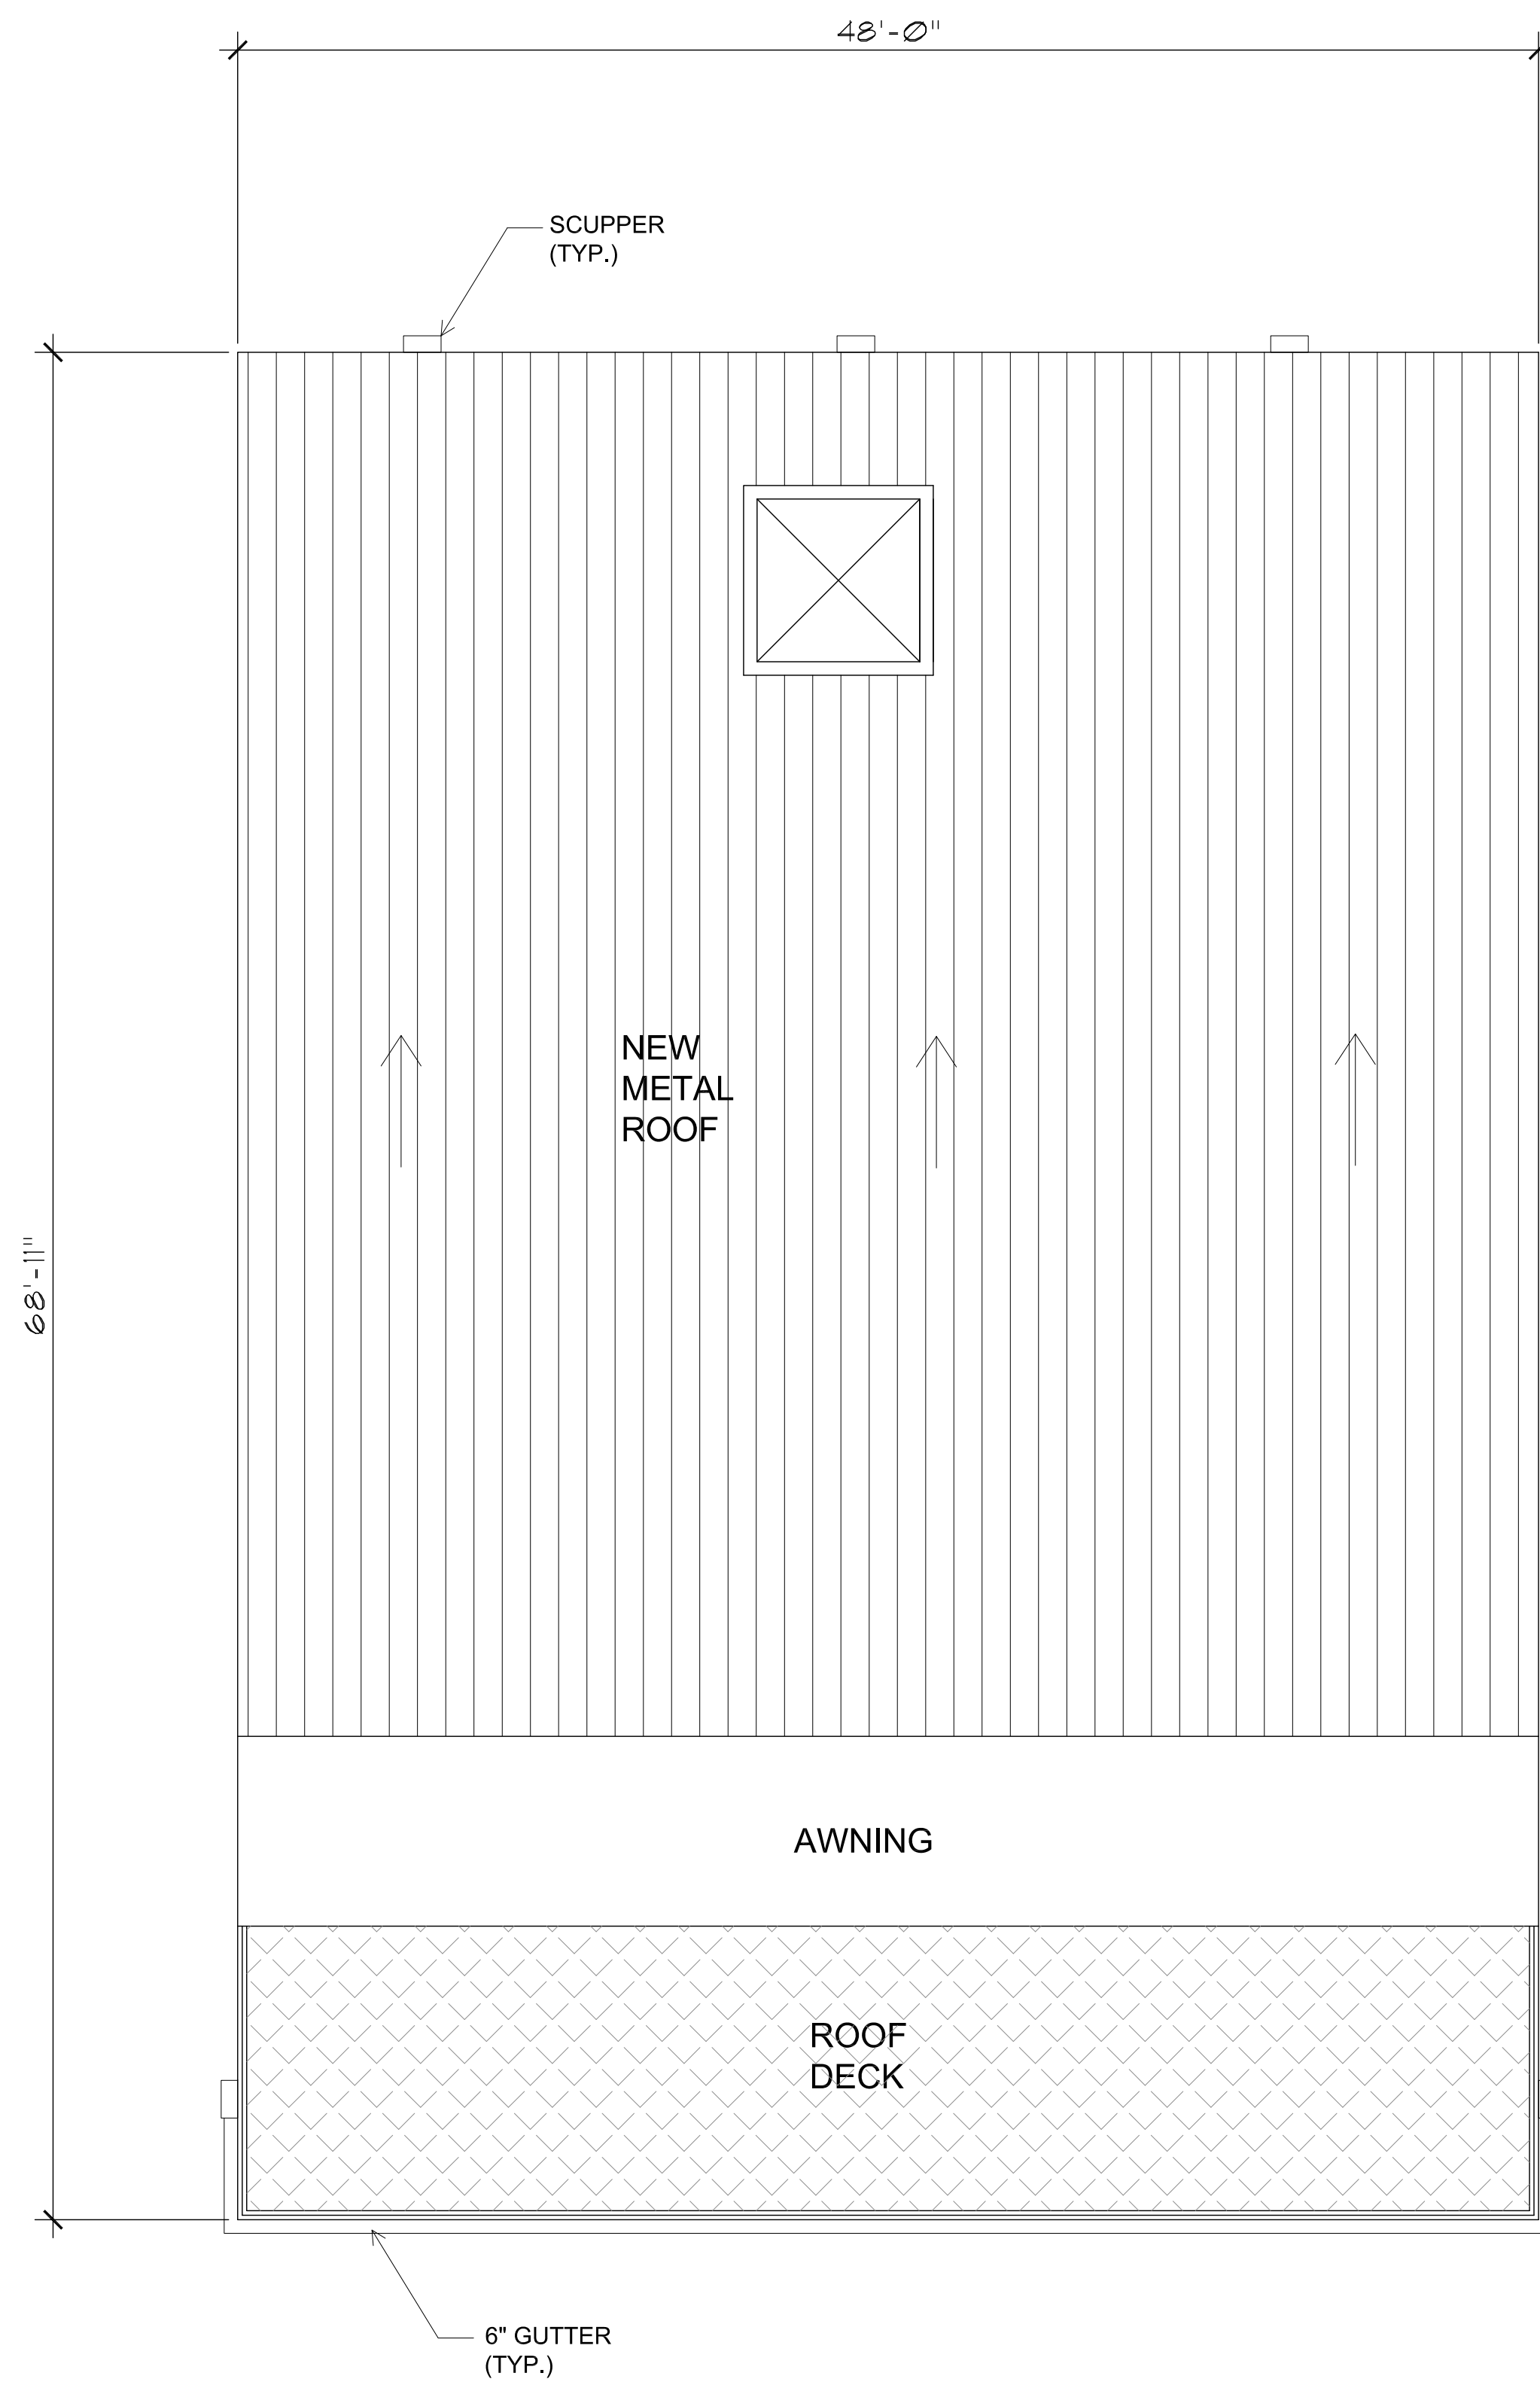 48'-0"
SCUPPER
(TYP.)
NEW
METAL
ROOF
68'-11"
AWNING
ROOF
DECK
6" GUTTER
(TYP.)